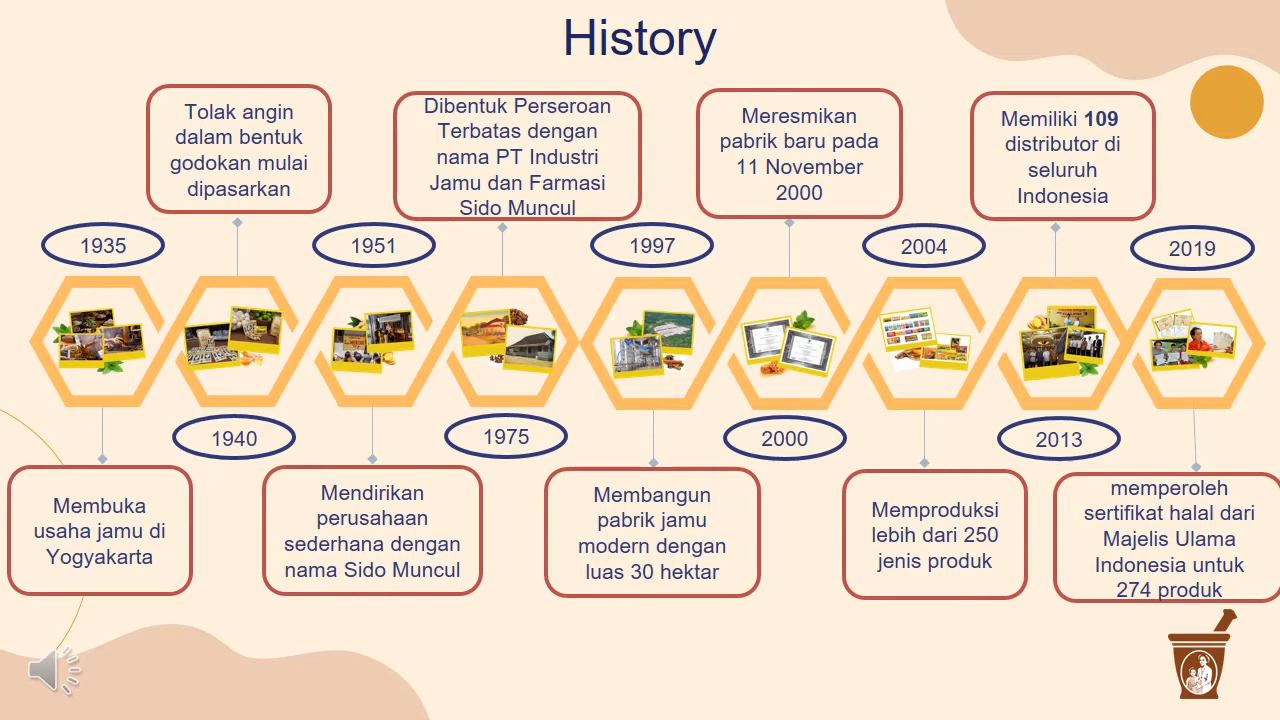 History
Tolak angin
dalam bentuk
godokan mulai
dipasarkan
Dibentuk Perseroan
Terbatas dengan
nama PT Industri
Jamu dan Farmasi
Sido Muncul
Meresmikan
pabrik baru pada
11 November
2000
Memiliki 109
distributor di
seluruh
Indonesia
1935
1951
1997
2004
2019
1940
1975
2000
2013
Membuka
usaha jamu di
Yogyakarta
Mendirikan
perusahaan
sederhana dengan
nama Sido Muncul
Membangun
pabrik jamu
modern dengan
luas 30 hektar
Memproduksi
lebih dari 250
jenis produk
memperoleh
sertifikat halal dari
Majelis Ulama
Indonesia untuk
274 produk